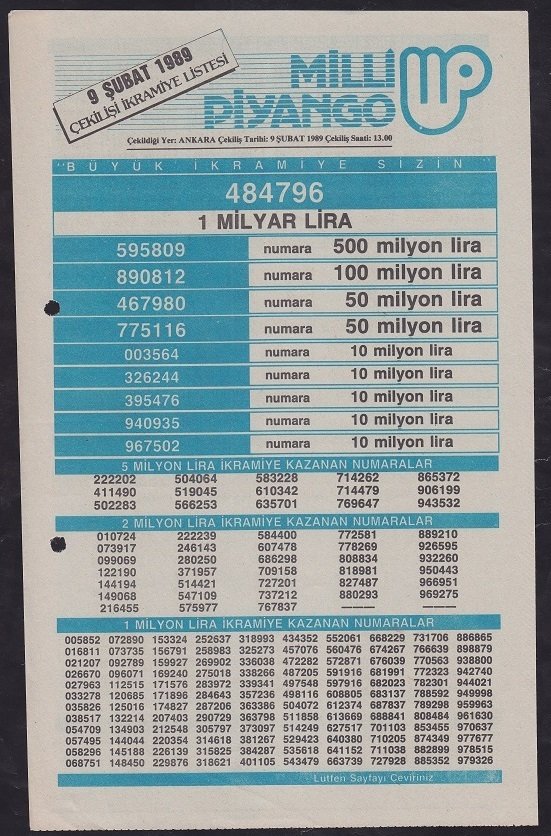 9 ŞUBAT 1989
ÇEKİLİŞİ İKRAMİYE LİSTESİ
MİLLİ
PİYANGO
Çekildiği Yer: ANKARA Çekiliş Tarihi: 9 ŞUBAT 1989 Çekiliş Saati: 13.00
"BÜYÜK İKRAMİYE SİZİN"
484796
1 MİLYAR LİRA
595809 numara 500 milyon lira
890812 numara 100 milyon lira
467980 numara 50 milyon lira
775116 numara 50 milyon lira
003564 numara 10 milyon lira
326244 numara 10 milyon lira
395476 numara 10 milyon lira
940935 numara 10 milyon lira
967502 numara 10 milyon lira
5 MİLYON LİRA İKRAMİYE KAZANAN NUMARALAR
222202 504064 583228 714262 865372
411490 519045 610342 714479 906199
502283 566253 635701 769647 943532
2 MİLYON LİRA İKRAMİYE KAZANAN NUMARALAR
010724 222239 584400 772581 889210
073917 246143 607478 778269 926595
099069 280250 686298 808834 932260
122190 371957 709158 818981 950443
144194 514421 727201 827487 966951
149068 547109 737212 880293 969275
216455 575977 767837 ——— ———
1 MİLYON LİRA İKRAMİYE KAZANAN NUMARALAR
005852 072890 153324 252637 318993 434352 552061 668229 731706 886865
016811 073735 156791 258983 325273 457076 560476 674267 766639 898879
021207 092789 159927 269902 336038 472282 572871 676039 770563 938800
026670 096071 169240 275018 338266 487205 591916 681991 772323 942740
027963 112515 171576 283972 339341 497548 597916 682023 782301 944021
033278 120685 171896 284643 357236 498116 608805 683137 788592 949998
035826 125016 174827 287206 363386 504072 612374 687837 789298 959963
038517 132214 207403 290729 363798 511858 613669 688841 808484 961630
054709 134903 212548 305797 373097 514249 627517 701103 853455 970637
057495 144044 220354 314618 381267 529423 640380 710205 874349 977677
058296 145188 226139 315825 384287 535618 641152 711038 882899 978515
068751 148450 229876 318621 401105 543479 663739 727928 885352 979326
Lütfen Sayfayı Çeviriniz